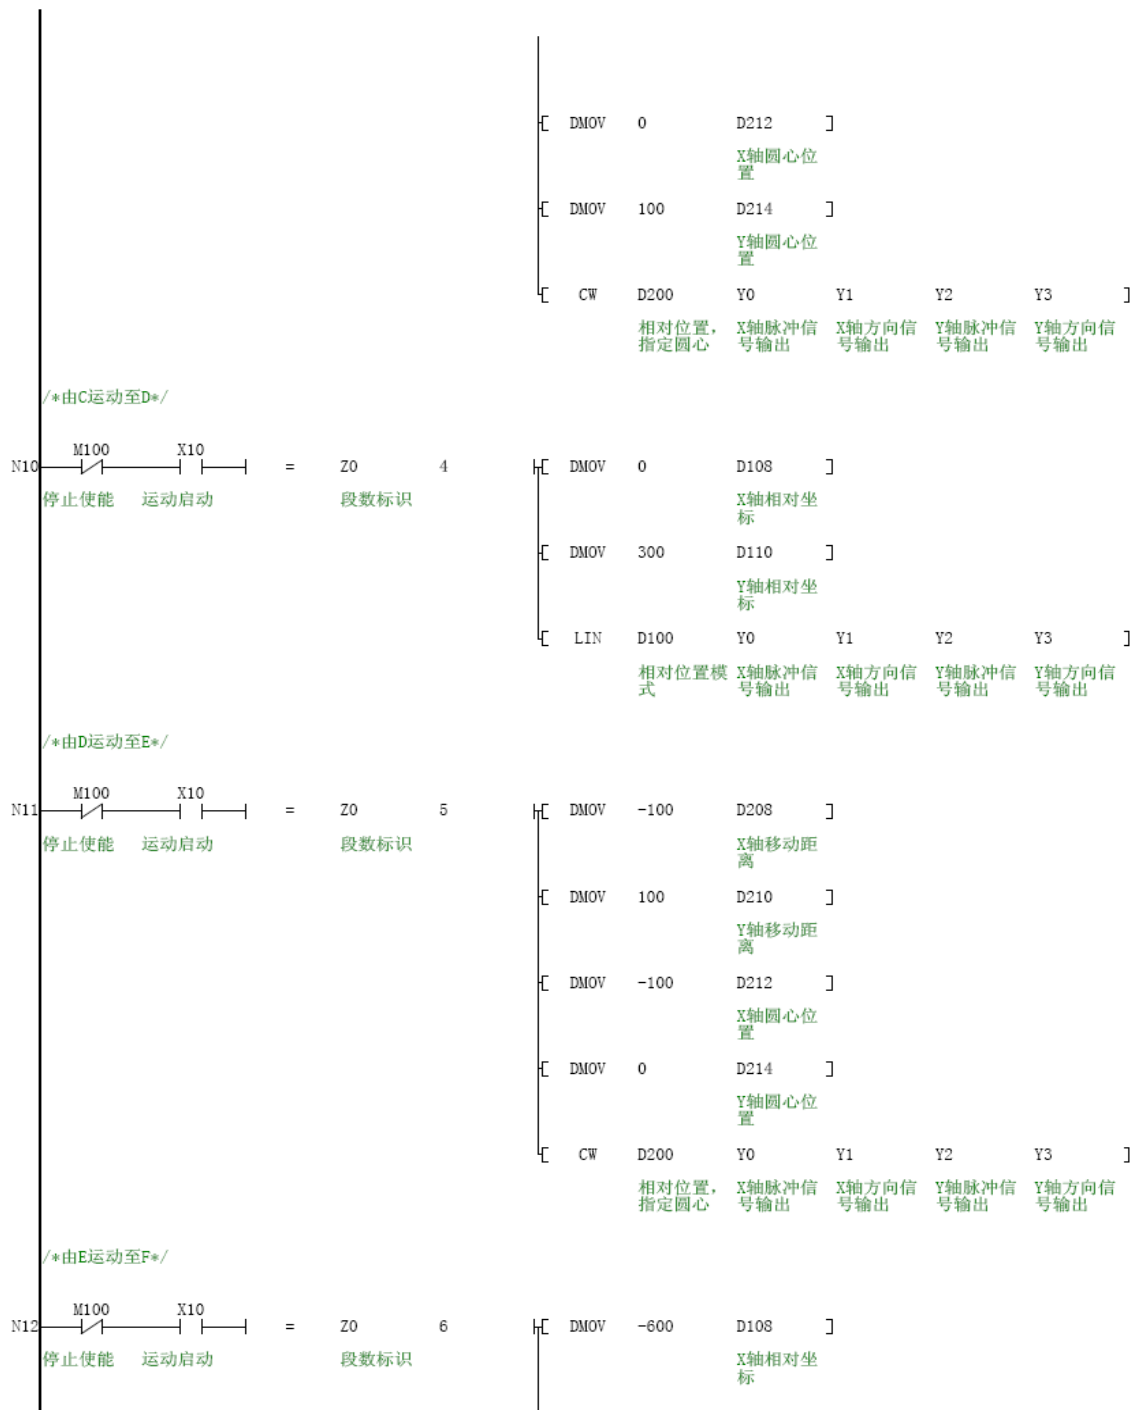 DMOV 0 D212
X轴圆心位
置
DMOV 100 D214
Y轴圆心位
置
CW D200 Y0 Y1 Y2 Y3
相对位置, X轴脉冲信 X轴方向信 Y轴脉冲信 Y轴方向信
指定圆心 号输出 号输出 号输出 号输出
/*由C运动至D*/
M100 X10
N10 = Z0 4 DMOV 0 D108
停止使能 运动启动 段数标识 X轴相对坐
标
DMOV 300 D110
Y轴相对坐
标
LIN D100 Y0 Y1 Y2 Y3
相对位置模 X轴脉冲信 X轴方向信 Y轴脉冲信 Y轴方向信
式 号输出 号输出 号输出 号输出
/*由D运动至E*/
M100 X10
N11 = Z0 5 DMOV -100 D208
停止使能 运动启动 段数标识 X轴移动距
离
DMOV 100 D210
Y轴移动距
离
DMOV -100 D212
X轴圆心位
置
DMOV 0 D214
Y轴圆心位
置
CW D200 Y0 Y1 Y2 Y3
相对位置, X轴脉冲信 X轴方向信 Y轴脉冲信 Y轴方向信
指定圆心 号输出 号输出 号输出 号输出
/*由E运动至F*/
M100 X10
N12 = Z0 6 DMOV -600 D108
停止使能 运动启动 段数标识 X轴相对坐
标